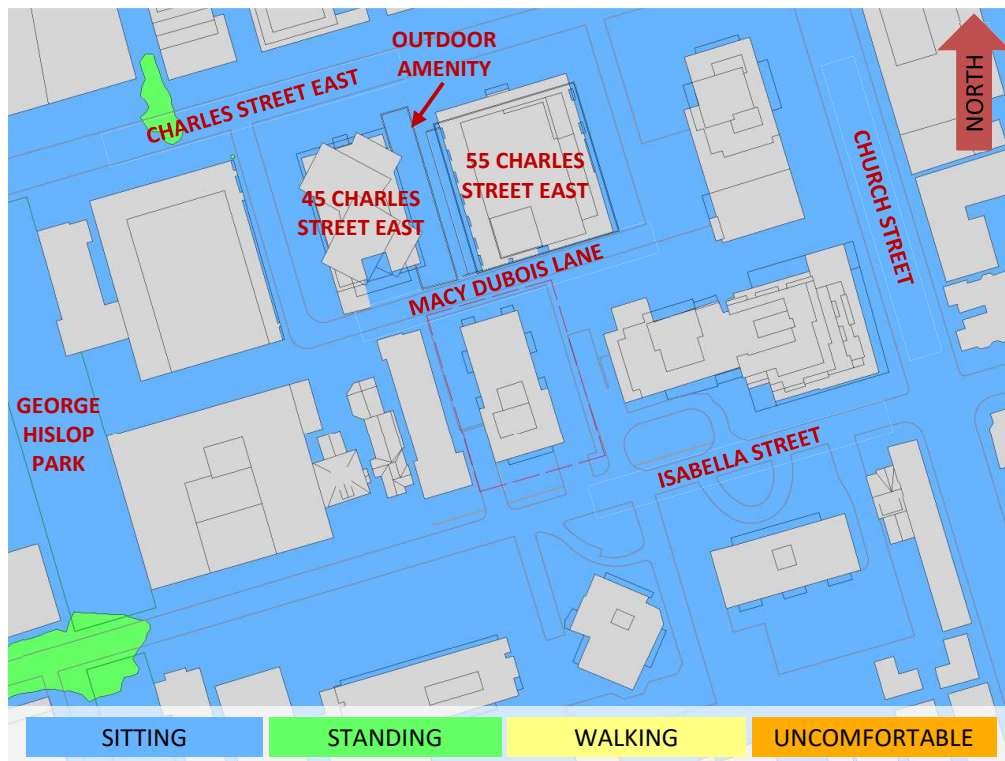 OUTDOOR
AMENITY
NORTH
CHARLES STREET EAST
CHURCH STREET
55 CHARLES
STREET EAST
45 CHARLES
STREET EAST
MACY DUBOIS LANE
GEORGE
HISLOP
PARK
ISABELLA STREET
SITTING
STANDING
WALKING
UNCOMFORTABLE